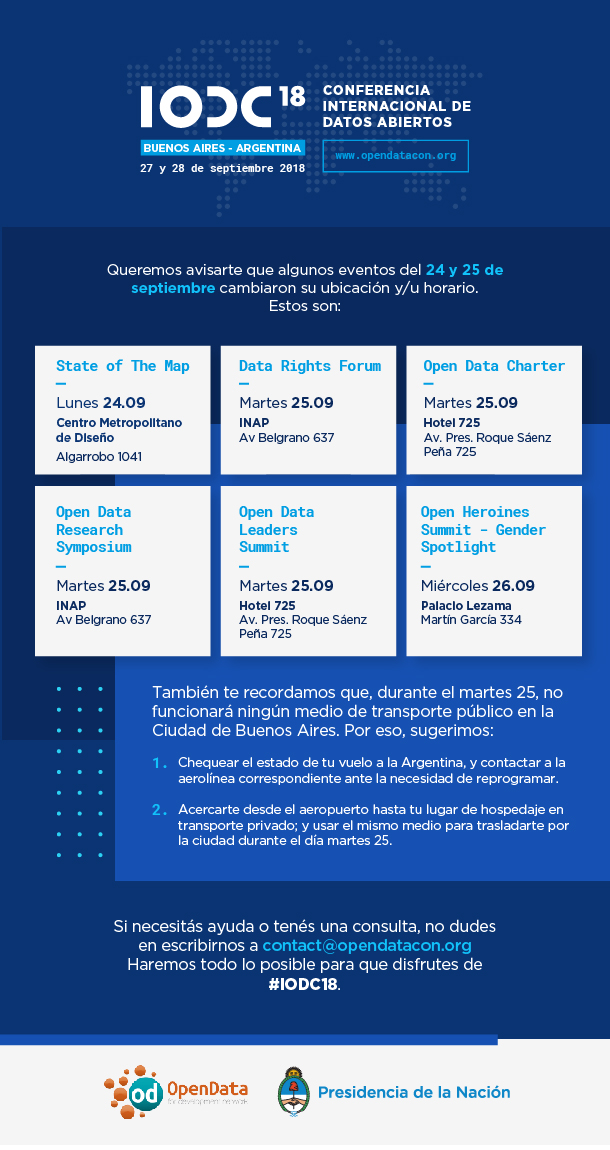 IODC 18
CONFERENCIA
INTERNACIONAL DE
DATOS ABIERTOS
BUENOS AIRES - ARGENTINA
27 y 28 de septiembre 2018
www.opendatacon.org
Queremos avisarte que algunos eventos del 24 y 25 de
septiembre cambiaron su ubicación y/u horario.
Estos son:
State of The Map
Lunes 24.09
Centro Metropolitano
de Diseño
Algarrobo 1041
Data Rights Forum
Martes 25.09
INAP
Av Belgrano 637
Open Data Charter
Martes 25.09
Hotel 725
Av. Pres. Roque Sáenz
Peña 725
Open Data
Research
Symposium
Martes 25.09
INAP
Av Belgrano 637
Open Data
Leaders
Summit
Martes 25.09
Hotel 725
Av. Pres. Roque Sáenz
Peña 725
Open Heroines
Summit - Gender
Spotlight
Miércoles 26.09
Palacio Lezama
Martín García 334
También te recordamos que, durante el martes 25, no
funcionará ningún medio de transporte público en la
Ciudad de Buenos Aires. Por eso, sugerimos:
1. Chequear el estado de tu vuelo a la Argentina, y contactar a la
aerolínea correspondiente ante la necesidad de reprogramar.
2. Acercarte desde el aeropuerto hasta tu lugar de hospedaje en
transporte privado; y usar el mismo medio para trasladarte por
la ciudad durante el día martes 25.
Si necesitás ayuda o tenés una consulta, no dudes
en escribirnos a contact@opendatacon.org
Haremos todo lo posible para que disfrutes de
#IODC18.
od OpenData
for development network
Presidencia de la Nación